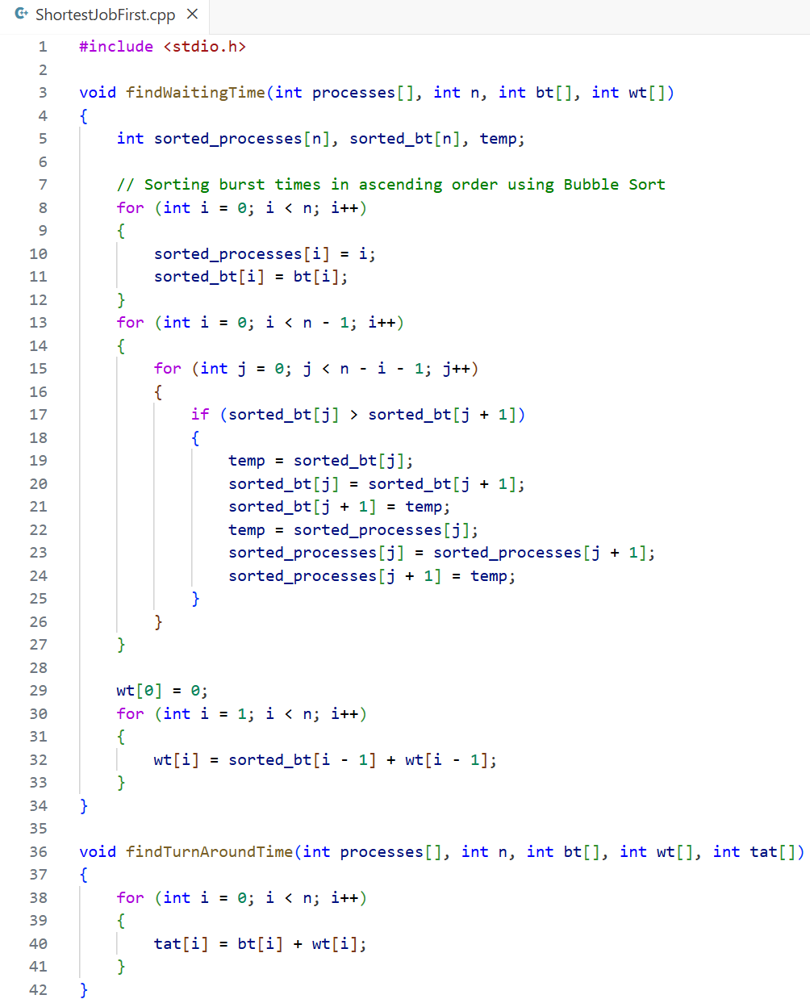 ShortestJobFirst.cpp
1 #include <stdio.h>
2
3 void findWaitingTime(int processes[], int n, int bt[], int wt[])
4 {
5     int sorted_processes[n], sorted_bt[n], temp;
6
7     // Sorting burst times in ascending order using Bubble Sort
8     for (int i = 0; i < n; i++)
9     {
10         sorted_processes[i] = i;
11         sorted_bt[i] = bt[i];
12     }
13     for (int i = 0; i < n - 1; i++)
14     {
15         for (int j = 0; j < n - i - 1; j++)
16         {
17             if (sorted_bt[j] > sorted_bt[j + 1])
18             {
19                 temp = sorted_bt[j];
20                 sorted_bt[j] = sorted_bt[j + 1];
21                 sorted_bt[j + 1] = temp;
22                 temp = sorted_processes[j];
23                 sorted_processes[j] = sorted_processes[j + 1];
24                 sorted_processes[j + 1] = temp;
25             }
26         }
27     }
28
29     wt[0] = 0;
30     for (int i = 1; i < n; i++)
31     {
32         wt[i] = sorted_bt[i - 1] + wt[i - 1];
33     }
34 }
35
36 void findTurnAroundTime(int processes[], int n, int bt[], int wt[], int tat[])
37 {
38     for (int i = 0; i < n; i++)
39     {
40         tat[i] = bt[i] + wt[i];
41     }
42 }